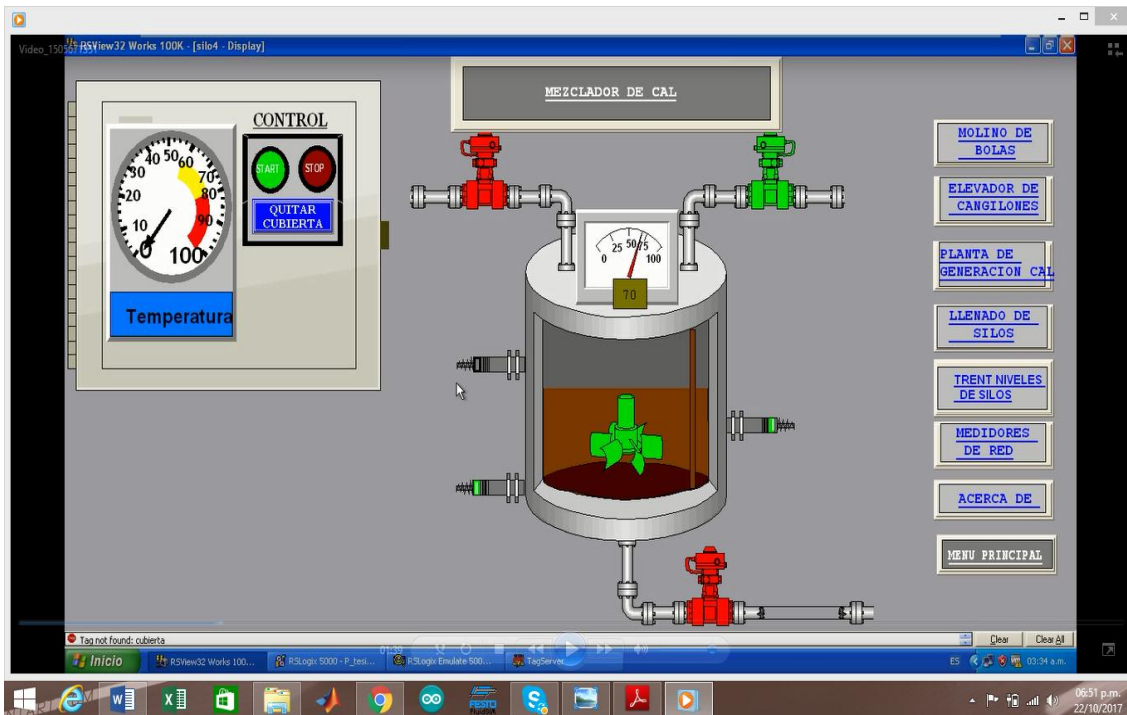 RSView32 Works 100K - [silo4 - Display]
MEZCLADOR DE CAL
CONTROL
START
STOP
QUITAR
CUBIERTA
0
10
20
30
40
50
60
70
80
90
100
Temperatura
0
25
50
75
100
70
MOLINO DE
BOLAS
ELEVADOR DE
CANGILONES
PLANTA DE
GENERACION CAL
LLENADO DE
SILOS
TRENT NIVELES
DE SILOS
MEDIDORES
DE RED
ACERCA DE
MENU PRINCIPAL
Tag not found: cubierta
Clear
Clear All
01:39
Inicio
RSView32 Works 100...
RSLogix 5000 - P_tesi...
RSLogix Emulate 500...
TagServer
ES
03:34 a.m.
FESTO
06:51 p.m.
22/10/2017